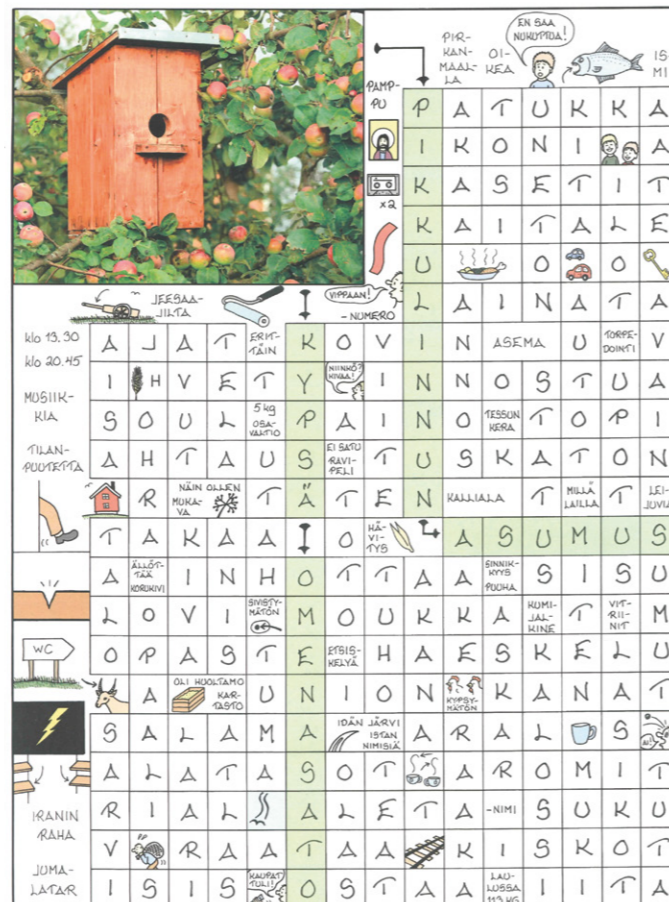 EN SAA
NUKUTTUA!
PIR-
KAN-
MAAL-
LA
OI-
KEA
IS-
MI
PAMP-
PU
P A T U K K A
I K O N I A
x2
K A S E T I T
K A I T A L E
U O O
JEESAA-
JILTA
VIPPAAN!
-NUMERO
L A I N A T A
klo 13.30
klo 20.45
A J A T
ERIT-
TÄIN
K O V I N
ASEMA
U
TORPE-
DOINTI
V
I H V E T Y
NIINKÖ?
KIVAA!
I N N O S T U A
MUSIIK-
KIA
S O U L
5 kg
OSA-
VALTIO
P A I N O
TESSUN
KERA
T O P I
TILAN-
PUUTETTA
A H T A U S
EI SATU
RAVI-
PELI
T U S K A T O N
R
NÄIN OLLEN
MUKA-
VA
T Ä T E N
KALLIALA
T
MILLÄ
LAILLA
T
LEI-
JUVIA
T A K A A O
HÄ-
VI-
TYS
A S U M U S
A
ÄLLÖT-
TÄÄ
KORUKIVI
I N H O T T A A
SINNIK-
KYYS
PUUHA
S I S U
L O V I
SIVISTY-
MÄTÖN
M O U K K A
KUMI-
JAL-
KINE
T
VIT-
RII-
NIT
M
WC
O P A S T E
ETSIS-
KELYÄ
H A E S K E L U
A
OLI HUOLTAMO
KAR-
TASTO
U N I O N
KYPSY-
MÄTÖN
K A N A T
S A L A M A
IDÄN JÄRVI
ISTAN
NIMISIÄ
A R A L S
A L A T A S O T A R O M I T
IRANIN
RAHA
R I A L A L E T A
-NIMI
S U K U
V R A A T A A K I S K O T
JUMA-
LATAR
I S I S
KAUPAT
TULI!
O S T A A
LAU-
LUSSA
113 KG
I I T A